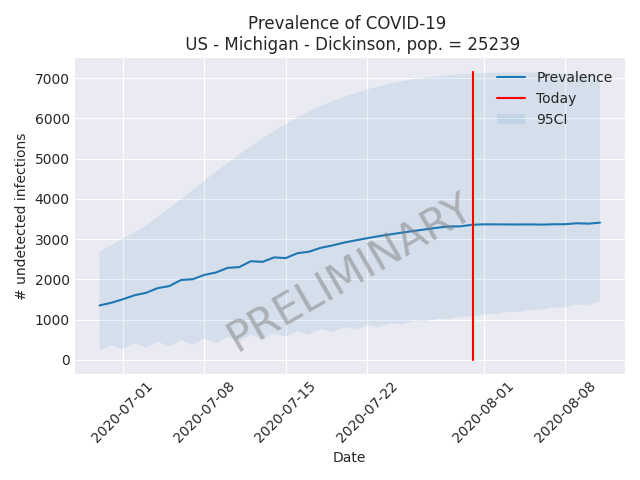 Prevalence of COVID-19
US - Michigan - Dickinson, pop. = 25239
# undetected infections
7000
6000
5000
4000
3000
2000
1000
0
Prevalence
Today
95CI
PRELIMINARY
2020-07-01
2020-07-08
2020-07-15
2020-07-22
2020-08-01
2020-08-08
Date